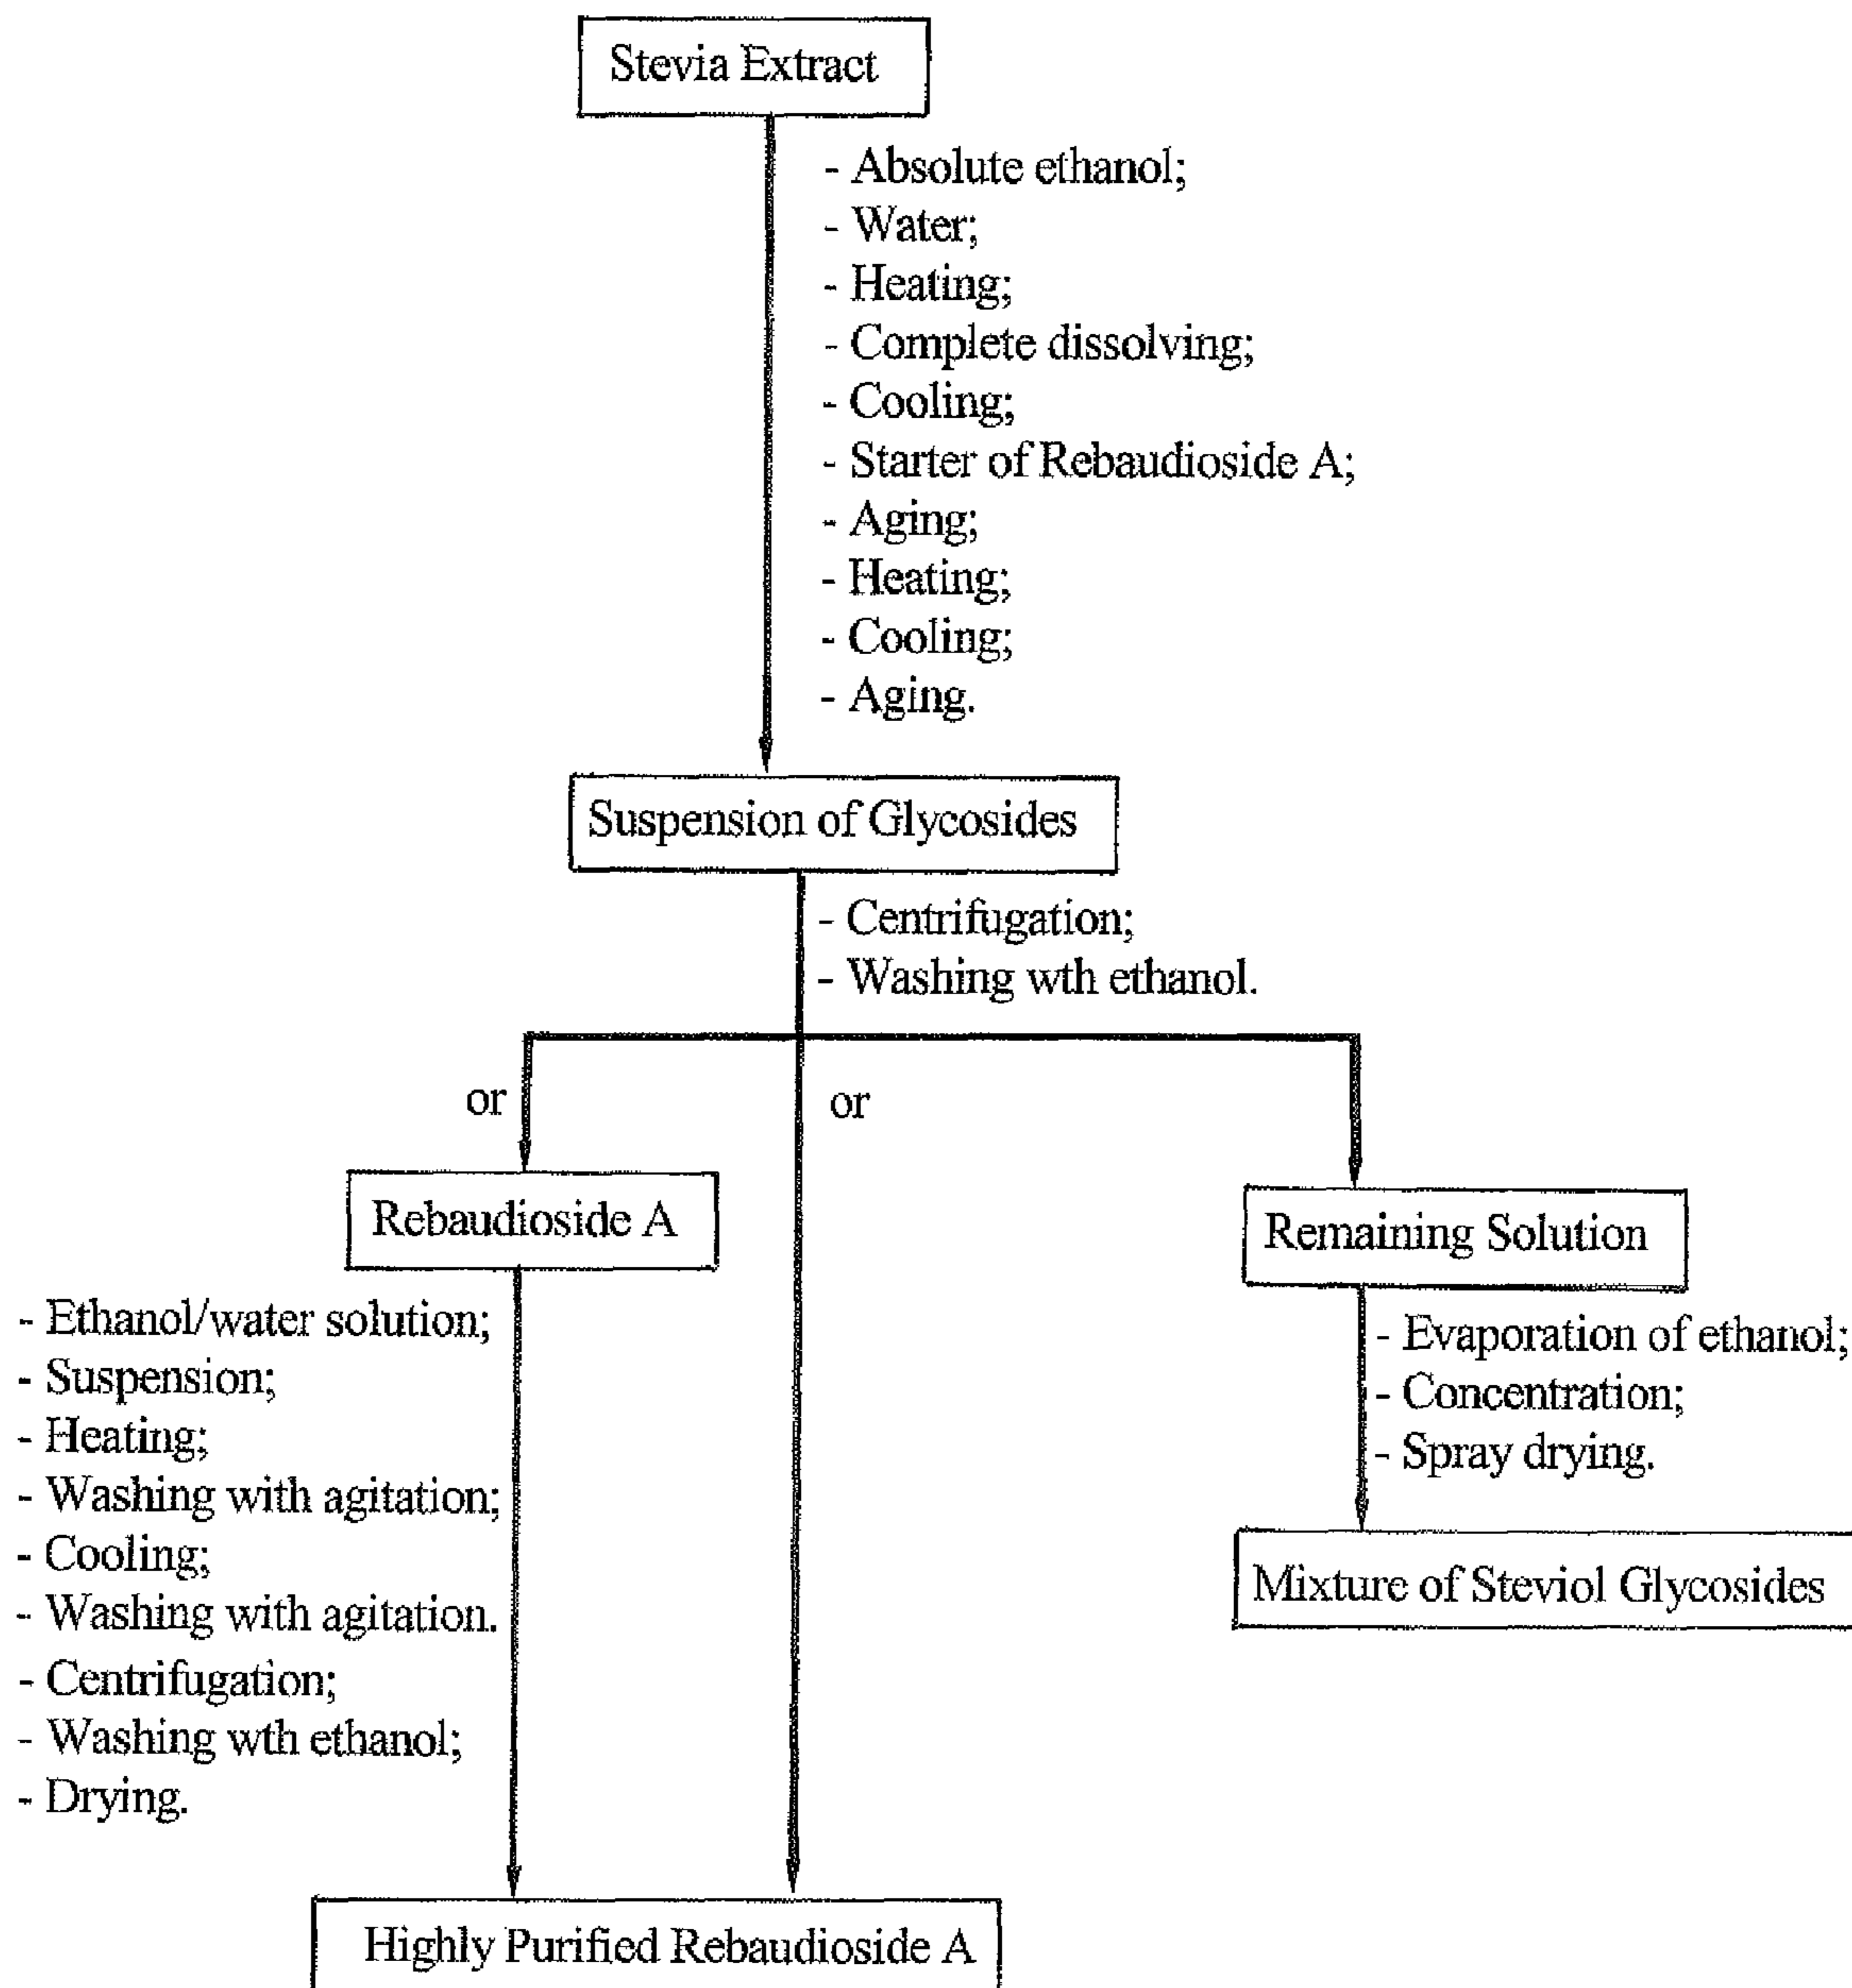 Stevia Extract
- Absolute ethanol;
- Water;
- Heating;
- Complete dissolving;
- Cooling;
- Starter of Rebaudioside A;
- Aging;
- Heating;
- Cooling;
- Aging.
Suspension of Glycosides
- Centrifugation;
- Washing wth ethanol.
or
or
Rebaudioside A
Remaining Solution
- Ethanol/water solution;
- Suspension;
- Heating;
- Washing with agitation;
- Cooling;
- Washing with agitation.
- Centrifugation;
- Washing wth ethanol;
- Drying.
- Evaporation of ethanol;
- Concentration;
- Spray drying.
Mixture of Steviol Glycosides
Highly Purified Rebaudioside A